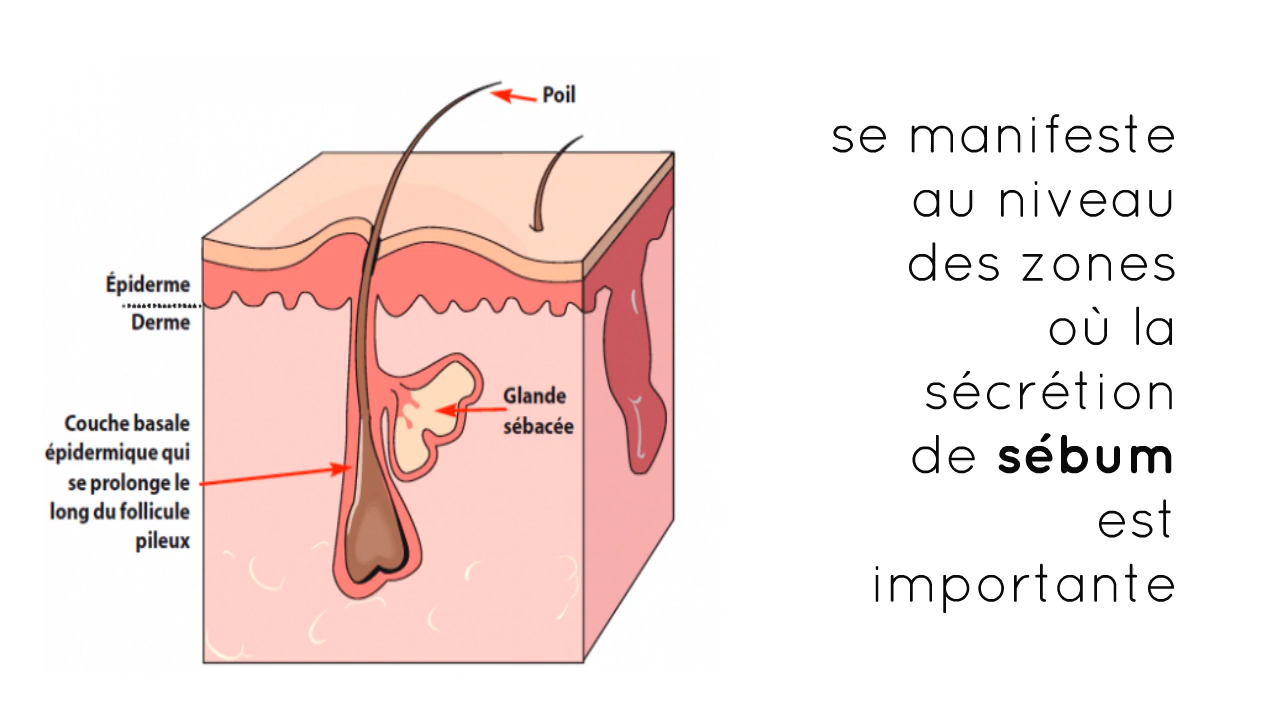 Poil
Épiderme
Derme
Glande
sébacée
Couche basale
épidermique qui
se prolonge le
long du follicule
pileux
se manifeste
au niveau
des zones
où la
sécrétion
de sébum
est
importante